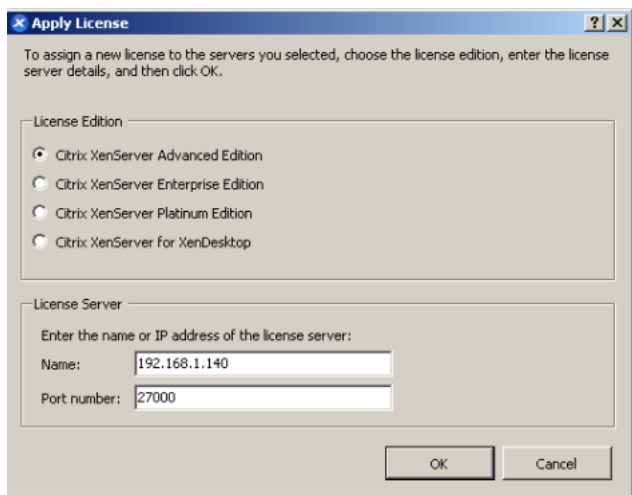 Apply License
To assign a new license to the servers you selected, choose the license edition, enter the license
server details, and then click OK.
License Edition
Citrix XenServer Advanced Edition
Citrix XenServer Enterprise Edition
Citrix XenServer Platinum Edition
Citrix XenServer for XenDesktop
License Server
Enter the name or IP address of the license server:
Name: 192.168.1.140
Port number: 27000
OK Cancel